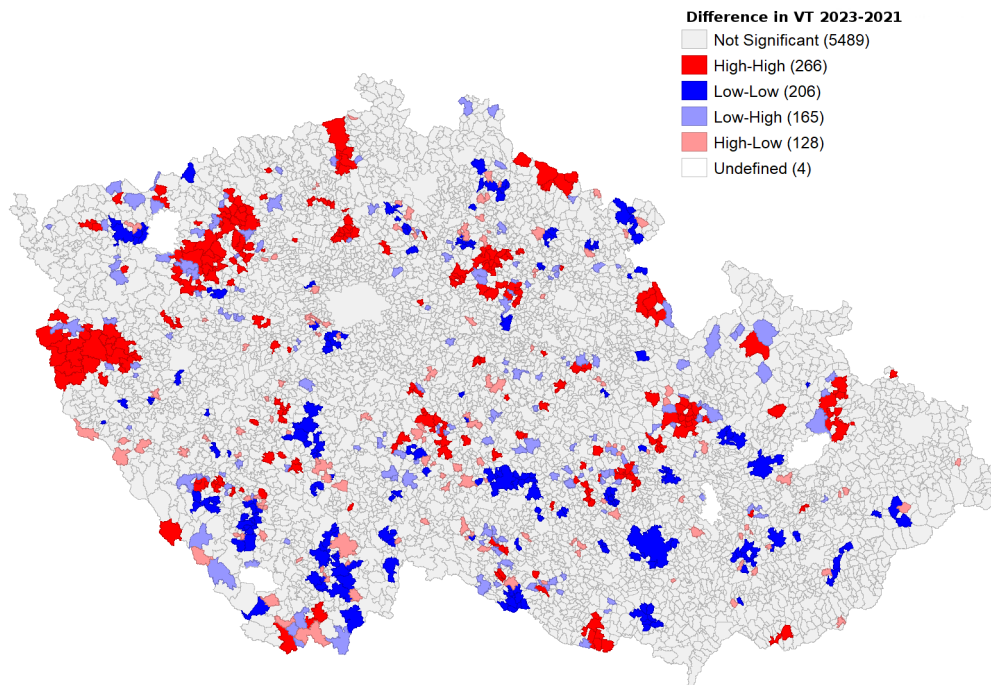 Difference in VT 2023-2021
Not Significant (5489)
High-High (266)
Low-Low (206)
Low-High (165)
High-Low (128)
Undefined (4)